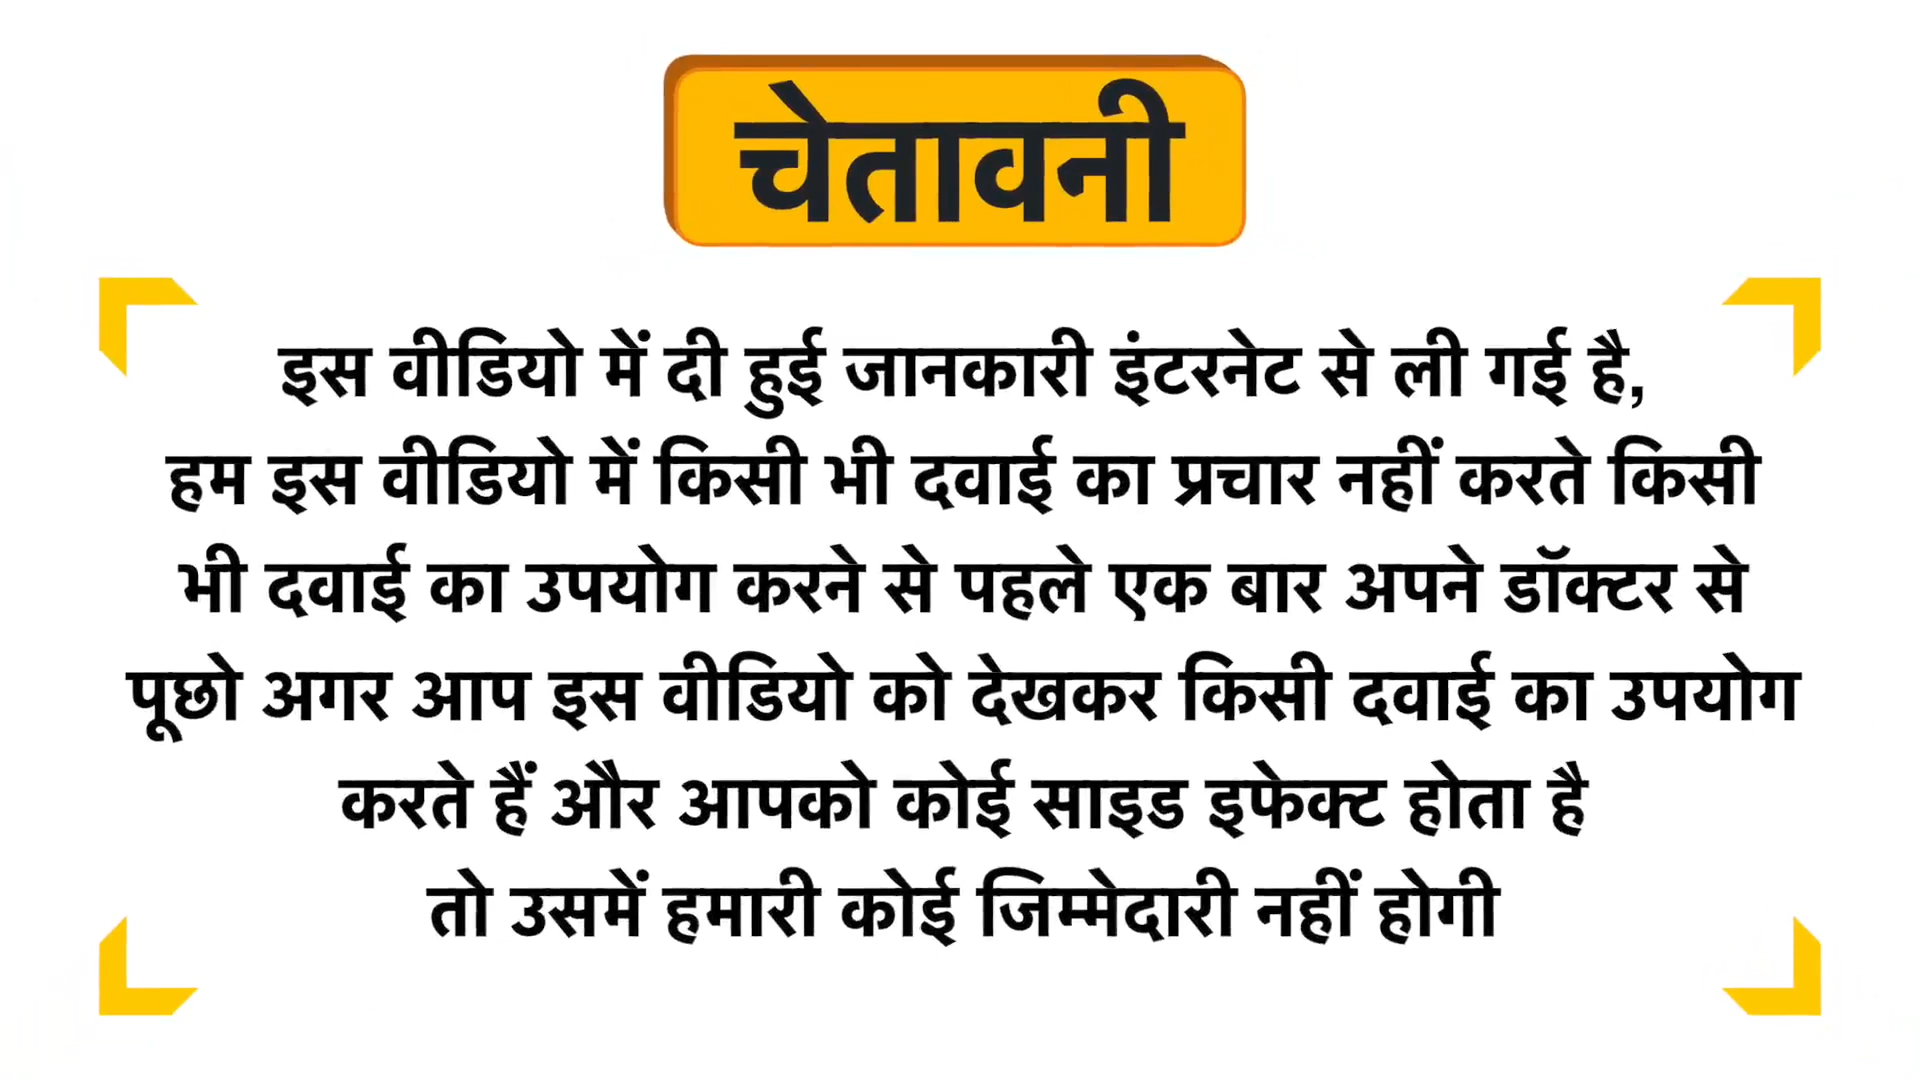 चेतावनी
इस वीडियो में दी हुई जानकारी इंटरनेट से ली गई है,
हम इस वीडियो में किसी भी दवाई का प्रचार नहीं करते किसी
भी दवाई का उपयोग करने से पहले एक बार अपने डॉक्टर से
पूछो अगर आप इस वीडियो को देखकर किसी दवाई का उपयोग
करते हैं और आपको कोई साइड इफेक्ट होता है
तो उसमें हमारी कोई जिम्मेदारी नहीं होगी